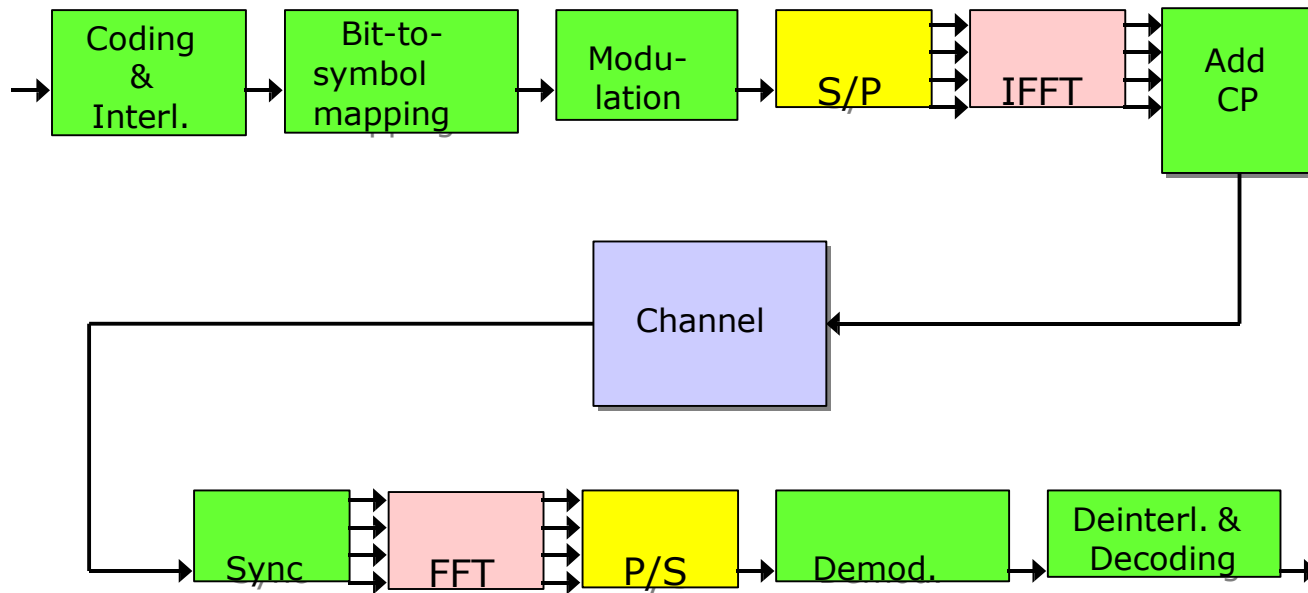 Coding
&
Interl.
Bit-to-
symbol
mapping
Modu-
lation
S/P
IFFT
Add
CP
Channel
Sync
FFT
P/S
Demod.
Deinterl. &
Decoding